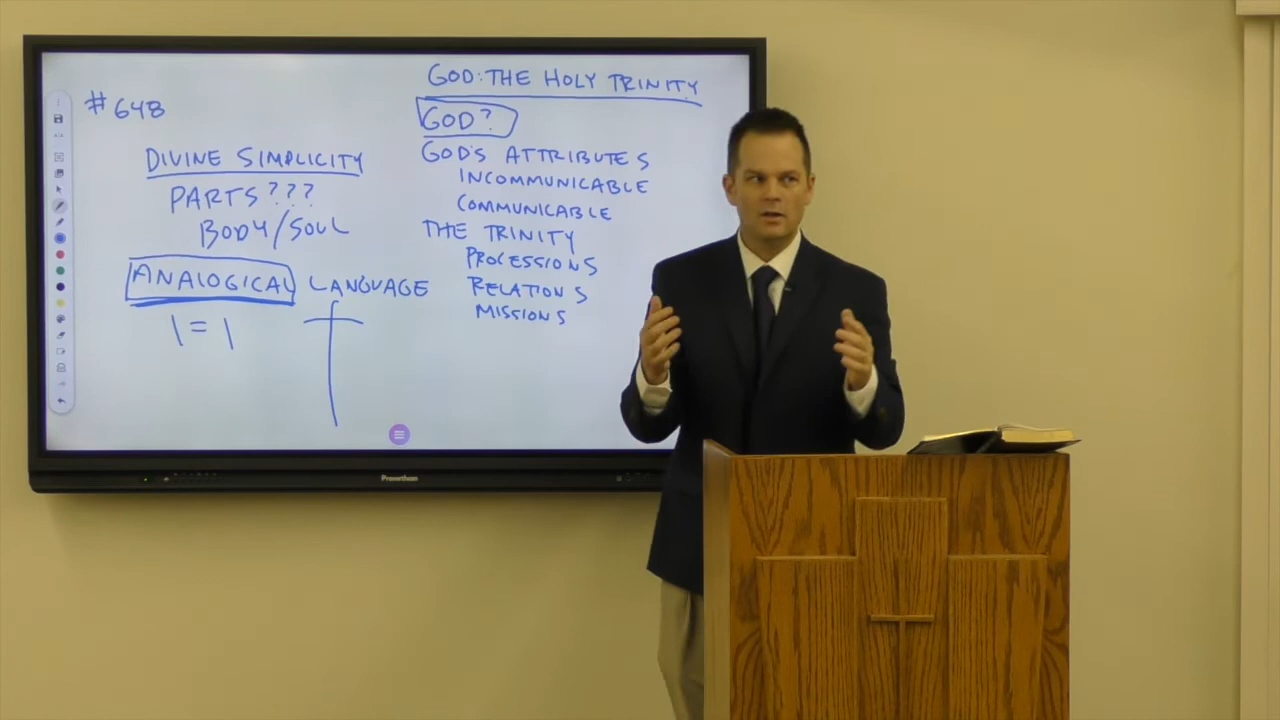 #648
DIVINE SIMPLICITY
PARTS???
BODY/SOUL
ANALOGICAL LANGUAGE
1 = 1
GOD: THE HOLY TRINITY
GOD?
GOD'S ATTRIBUTES
INCOMMUNICABLE
COMMUNICABLE
THE TRINITY
PROCESSIONS
RELATIONS
MISSIONS
Promethean